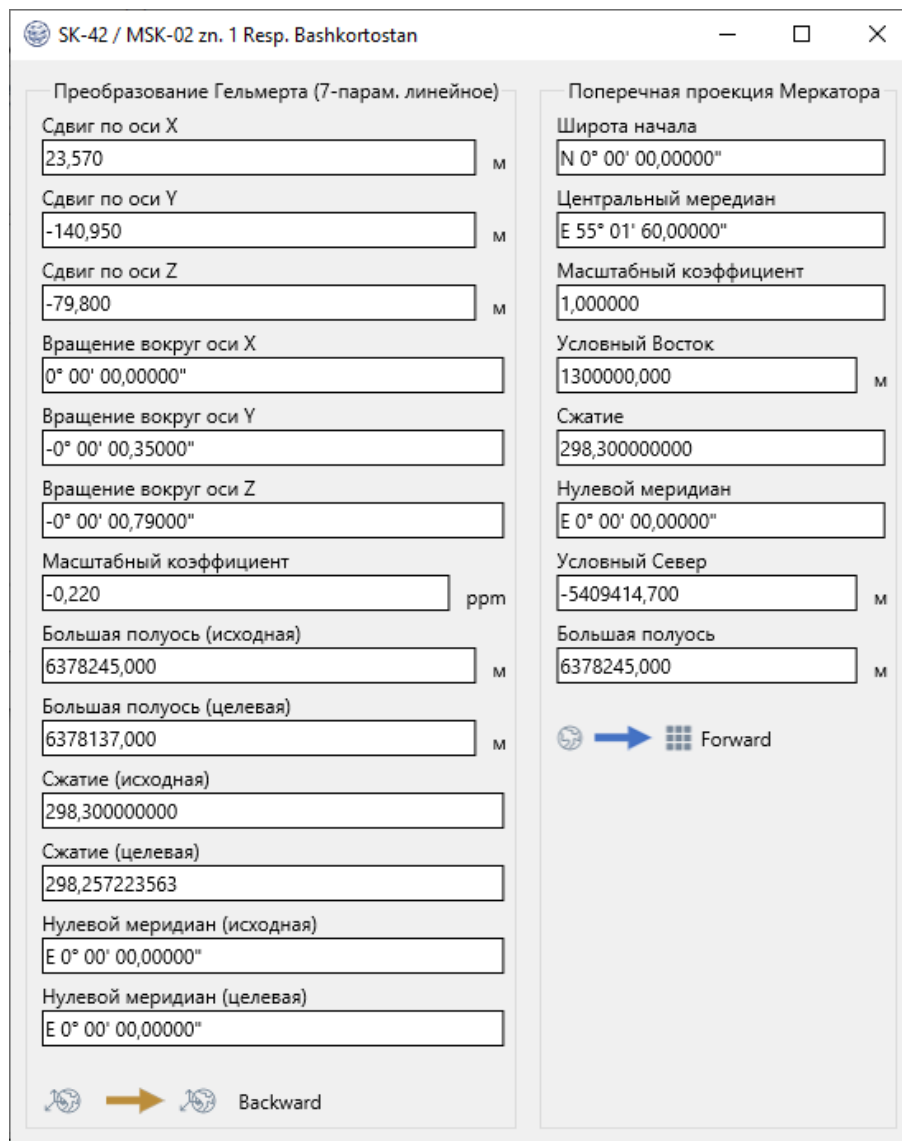 SK-42 / MSK-02 zn. 1 Resp. Bashkortostan
Преобразование Гельмерта (7-парам. линейное)
Сдвиг по оси X
23,570 м
Сдвиг по оси Y
-140,950 м
Сдвиг по оси Z
-79,800 м
Вращение вокруг оси X
0° 00' 00,00000"
Вращение вокруг оси Y
-0° 00' 00,35000"
Вращение вокруг оси Z
-0° 00' 00,79000"
Масштабный коэффициент
-0,220 ppm
Большая полуось (исходная)
6378245,000 м
Большая полуось (целевая)
6378137,000 м
Сжатие (исходная)
298,300000000
Сжатие (целевая)
298,257223563
Нулевой меридиан (исходная)
E 0° 00' 00,00000"
Нулевой меридиан (целевая)
E 0° 00' 00,00000"
Backward
Поперечная проекция Меркатора
Широта начала
N 0° 00' 00,00000"
Центральный мередиан
E 55° 01' 60,00000"
Масштабный коэффициент
1,000000
Условный Восток
1300000,000 м
Сжатие
298,300000000
Нулевой меридиан
E 0° 00' 00,00000"
Условный Север
-5409414,700 м
Большая полуось
6378245,000 м
Forward